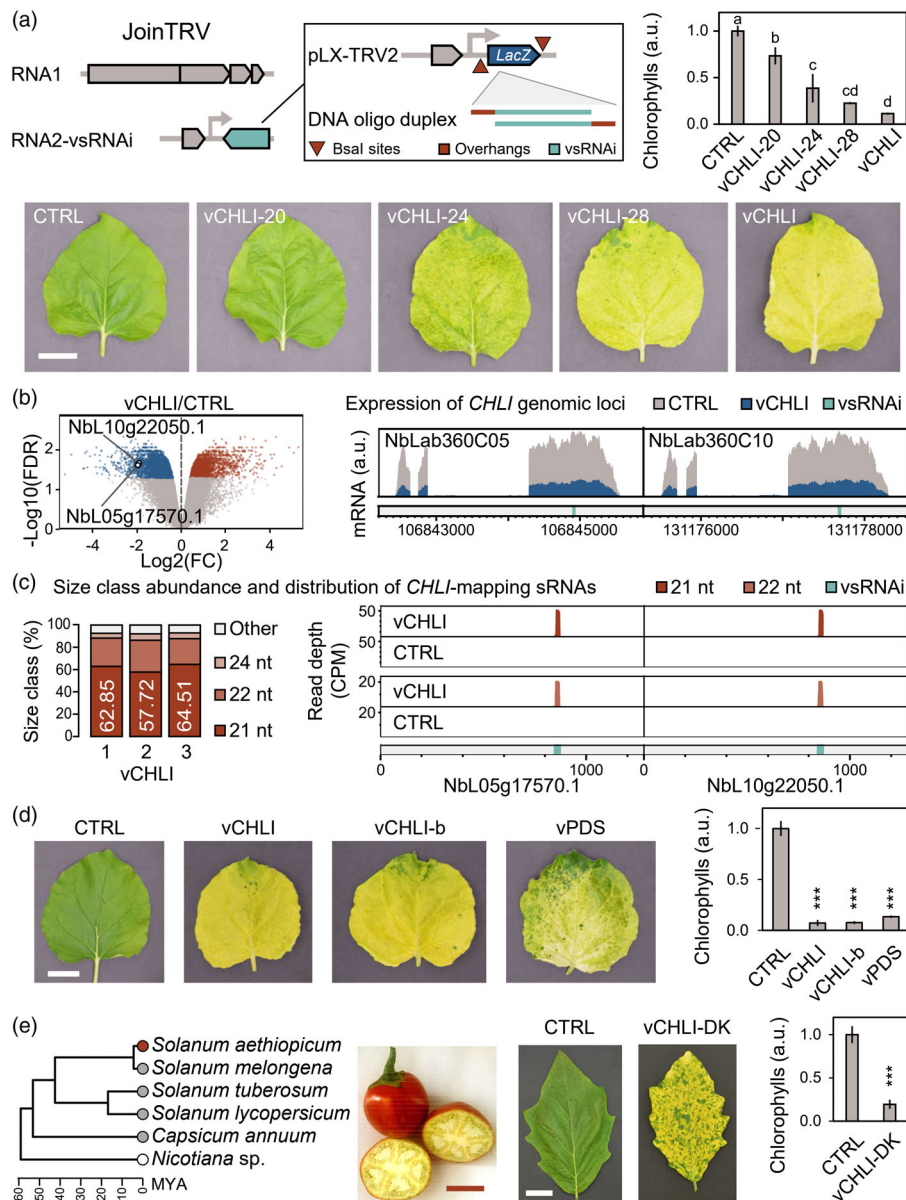 (a)
JoinTRV
RNA1
RNA2-vsRNAi
pLX-TRV2
LacZ
DNA oligo duplex
BsaI sites
Overhangs
vsRNAi
Chlorophylls (a.u.)
1.0
0.5
0.0
a
b
c
cd
d
CTRL
vCHLI-20
vCHLI-24
vCHLI-28
vCHLI
CTRL
vCHLI-20
vCHLI-24
vCHLI-28
vCHLI
(b)
vCHLI/CTRL
NbL10g22050.1
NbL05g17570.1
-Log10(FDR)
2
1
0
-4
-2
0
2
4
Log2(FC)
Expression of CHLI genomic loci
CTRL
vCHLI
vsRNAi
mRNA (a.u.)
NbLab360C05
NbLab360C10
106843000
106845000
131176000
131178000
(c)
Size class abundance and distribution of CHLI-mapping sRNAs
21 nt
22 nt
vsRNAi
Size class (%)
100
80
60
40
20
0
62.85
57.72
64.51
1
2
3
vCHLI
Other
24 nt
22 nt
21 nt
Read depth
(CPM)
50
vCHLI
50
CTRL
20
vCHLI
20
CTRL
0
1000
0
1000
NbL05g17570.1
NbL10g22050.1
(d)
CTRL
vCHLI
vCHLI-b
vPDS
Chlorophylls (a.u.)
1.0
0.5
0.0
***
***
***
CTRL
vCHLI
vCHLI-b
vPDS
(e)
Solanum aethiopicum
Solanum melongena
Solanum tuberosum
Solanum lycopersicum
Capsicum annuum
Nicotiana sp.
60
50
40
30
20
10
0
MYA
CTRL
vCHLI-DK
Chlorophylls (a.u.)
1.0
0.5
0.0
***
CTRL
vCHLI-DK